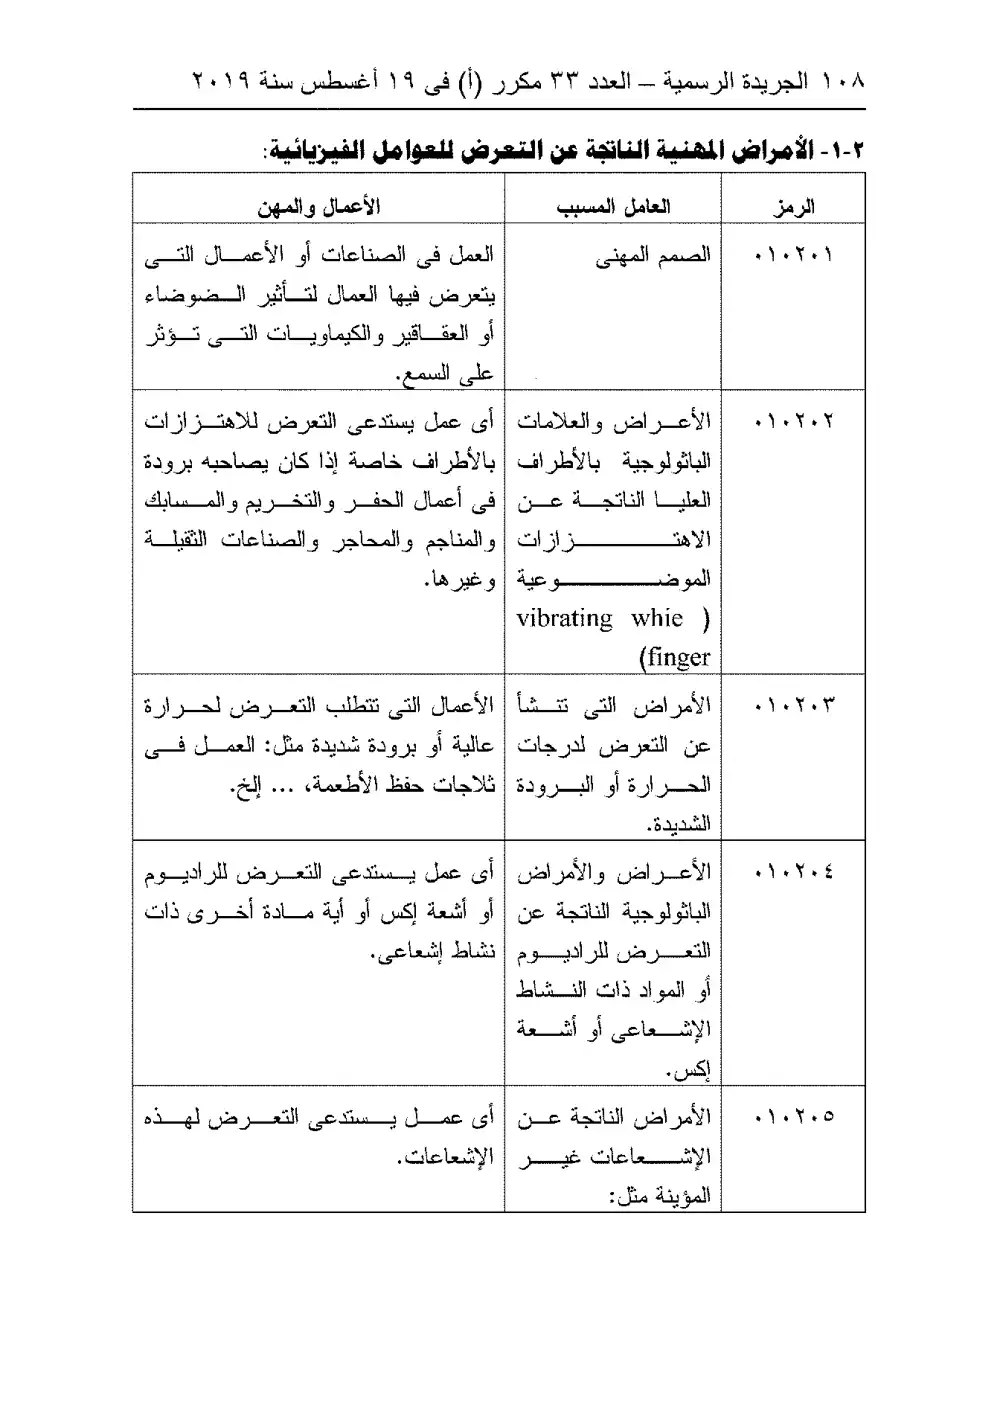 ١٠٨ الجريدة الرسمية – العدد ٣٣ مكرر (أ) فى ١٩ أغسطس سنة ٢٠١٩
٢-١- الأمراض المهنية الناتجة عن التعرض للعوامل الفيزيائية:
الرمز العامل المسبب الأعمال والمهن
٠١٠٢٠١ الصمم المهنى العمل فى الصناعات أو الأعمال التى
يتعرض فيها العمال لتأثير الضوضاء
أو العقاقير والكيماويات التى تؤثر
على السمع.
٠١٠٢٠٢ الأعراض والعلامات أى عمل يستدعى التعرض للاهتزازات
الباثولوجية بالأطراف بالأطراف خاصة إذا كان يصاحبه برودة
العليا الناتجة عن فى أعمال الحفر والتخريم والمسابك
الاهتزازات والمناجم والمحاجر والصناعات الثقيلة
الموضوعية وغيرها.
( vibrating whie
finger)
٠١٠٢٠٣ الأمراض التى تنشأ الأعمال التى تتطلب التعرض لحرارة
عن التعرض لدرجات عالية أو برودة شديدة مثل: العمل فى
الحرارة أو البرودة ثلاجات حفظ الأطعمة، ... إلخ.
الشديدة.
٠١٠٢٠٤ الأعراض والأمراض أى عمل يستدعى التعرض للراديوم
الباثولوجية الناتجة عن أو أشعة إكس أو أية مادة أخرى ذات
التعرض للراديوم نشاط إشعاعى.
أو المواد ذات النشاط
الإشعاعى أو أشعة
إكس.
٠١٠٢٠٥ الأمراض الناتجة عن أى عمل يستدعى التعرض لهذه
الإشعاعات غير الإشعاعات.
المؤينة مثل: